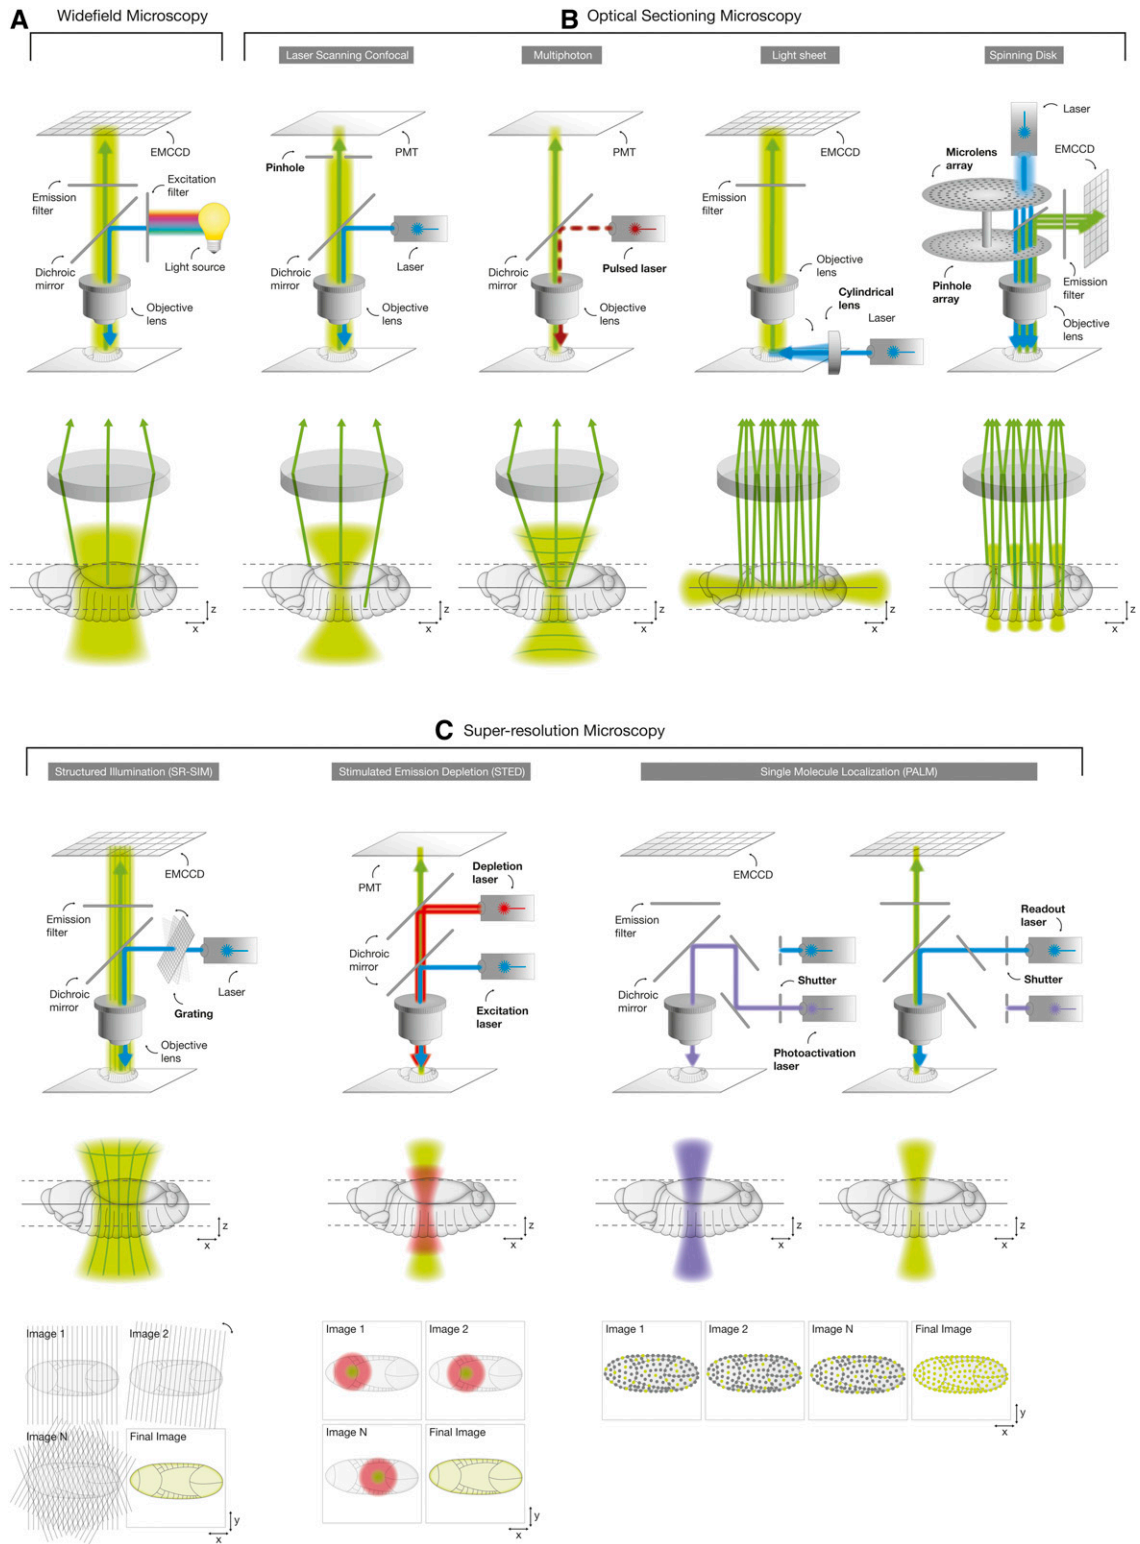 A Widefield Microscopy
B Optical Sectioning Microscopy
Laser Scanning Confocal
Multiphoton
Light sheet
Spinning Disk
EMCCD
Emission
filter
Excitation
filter
Dichroic
mirror
Light source
Objective
lens
PMT
Pinhole
Dichroic
mirror
Laser
Objective
lens
PMT
Dichroic
mirror
Pulsed laser
Objective
lens
EMCCD
Emission
filter
Objective
lens
Cylindrical
lens
Laser
Laser
Microlens
array
EMCCD
Pinhole
array
Emission
filter
Objective
lens
z
x
z
x
z
x
z
x
z
x
C Super-resolution Microscopy
Structured Illumination (SR-SIM)
Stimulated Emission Depletion (STED)
Single Molecule Localization (PALM)
EMCCD
Emission
filter
Dichroic
mirror
Laser
Grating
Objective
lens
PMT
Depletion
laser
Dichroic
mirror
Excitation
laser
EMCCD
Emission
filter
Dichroic
mirror
Shutter
Photoactivation
laser
Readout
laser
Shutter
z
x
z
x
z
x
z
x
Image 1
Image 2
Image N
Final Image
y
x
Image 1
Image 2
Image N
Final Image
y
x
Image 1
Image 2
Image N
Final Image
y
x